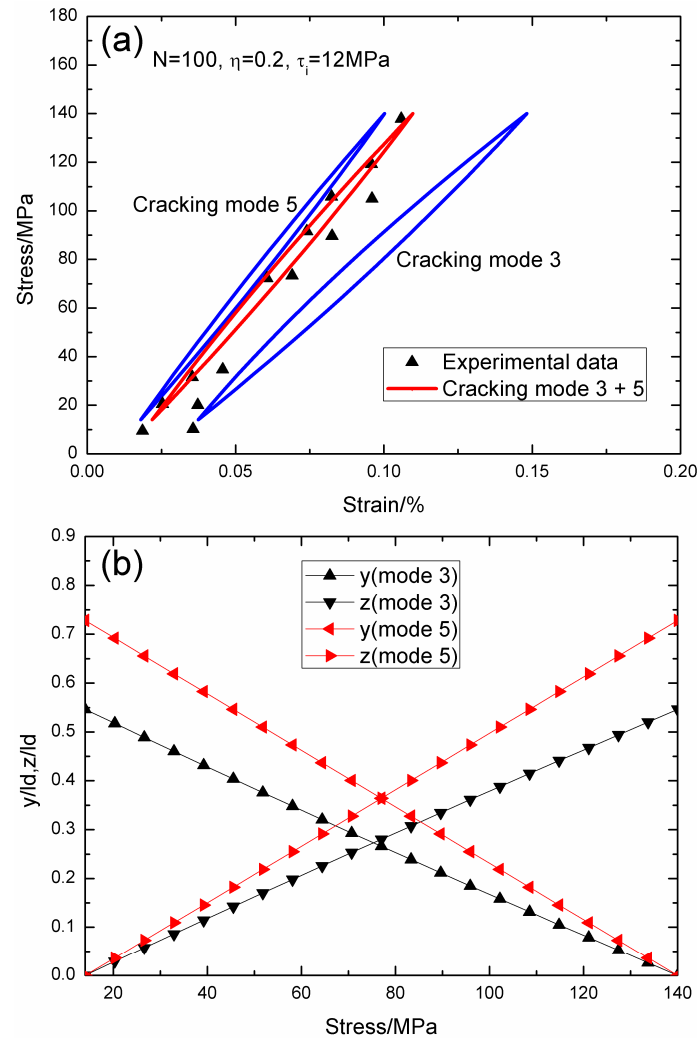 (a)
N=100, η=0.2, τi=12MPa
180
160
140
120
100
80
60
40
20
0
Stress/MPa
Cracking mode 5
Cracking mode 3
Experimental data
Cracking mode 3 + 5
0.00 0.05 0.10 0.15 0.20
Strain/%
(b)
0.9
0.8
0.7
0.6
0.5
0.4
0.3
0.2
0.1
0.0
y/ld,z/ld
y(mode 3)
z(mode 3)
y(mode 5)
z(mode 5)
20 40 60 80 100 120 140
Stress/MPa